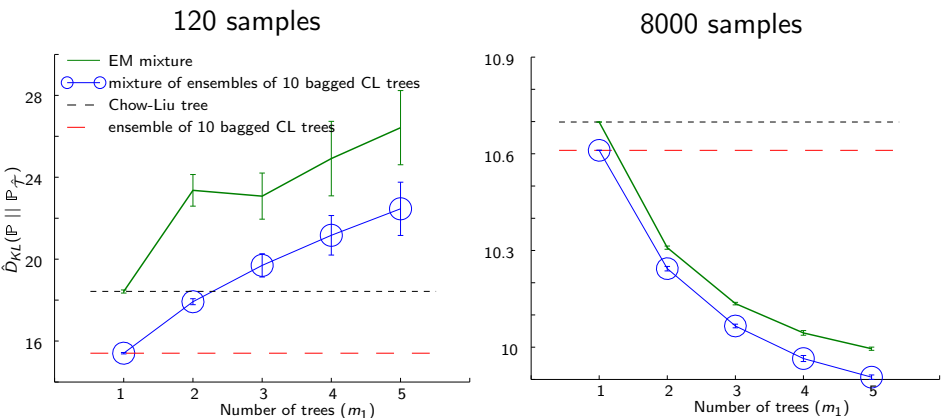 120 samples
8000 samples
EM mixture
mixture of ensembles of 10 bagged CL trees
Chow-Liu tree
ensemble of 10 bagged CL trees
D̂_KL(ℙ || ℙ_𝒯̂)
28
24
20
16
1 2 3 4 5
Number of trees (m₁)
10.9
10.6
10.3
10
1 2 3 4 5
Number of trees (m₁)